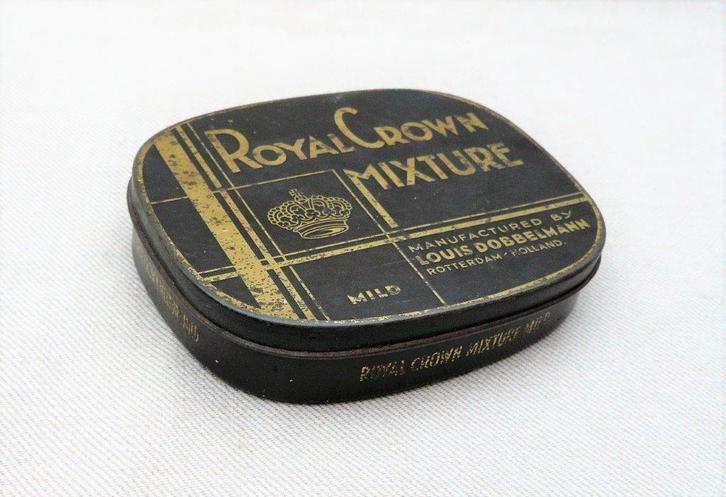 ROYAL CROWN
MIXTURE
MANUFACTURED BY
LOUIS DOBBELMANN
ROTTERDAM-HOLLAND.
MILD
ROYAL CROWN MIXTURE MILD